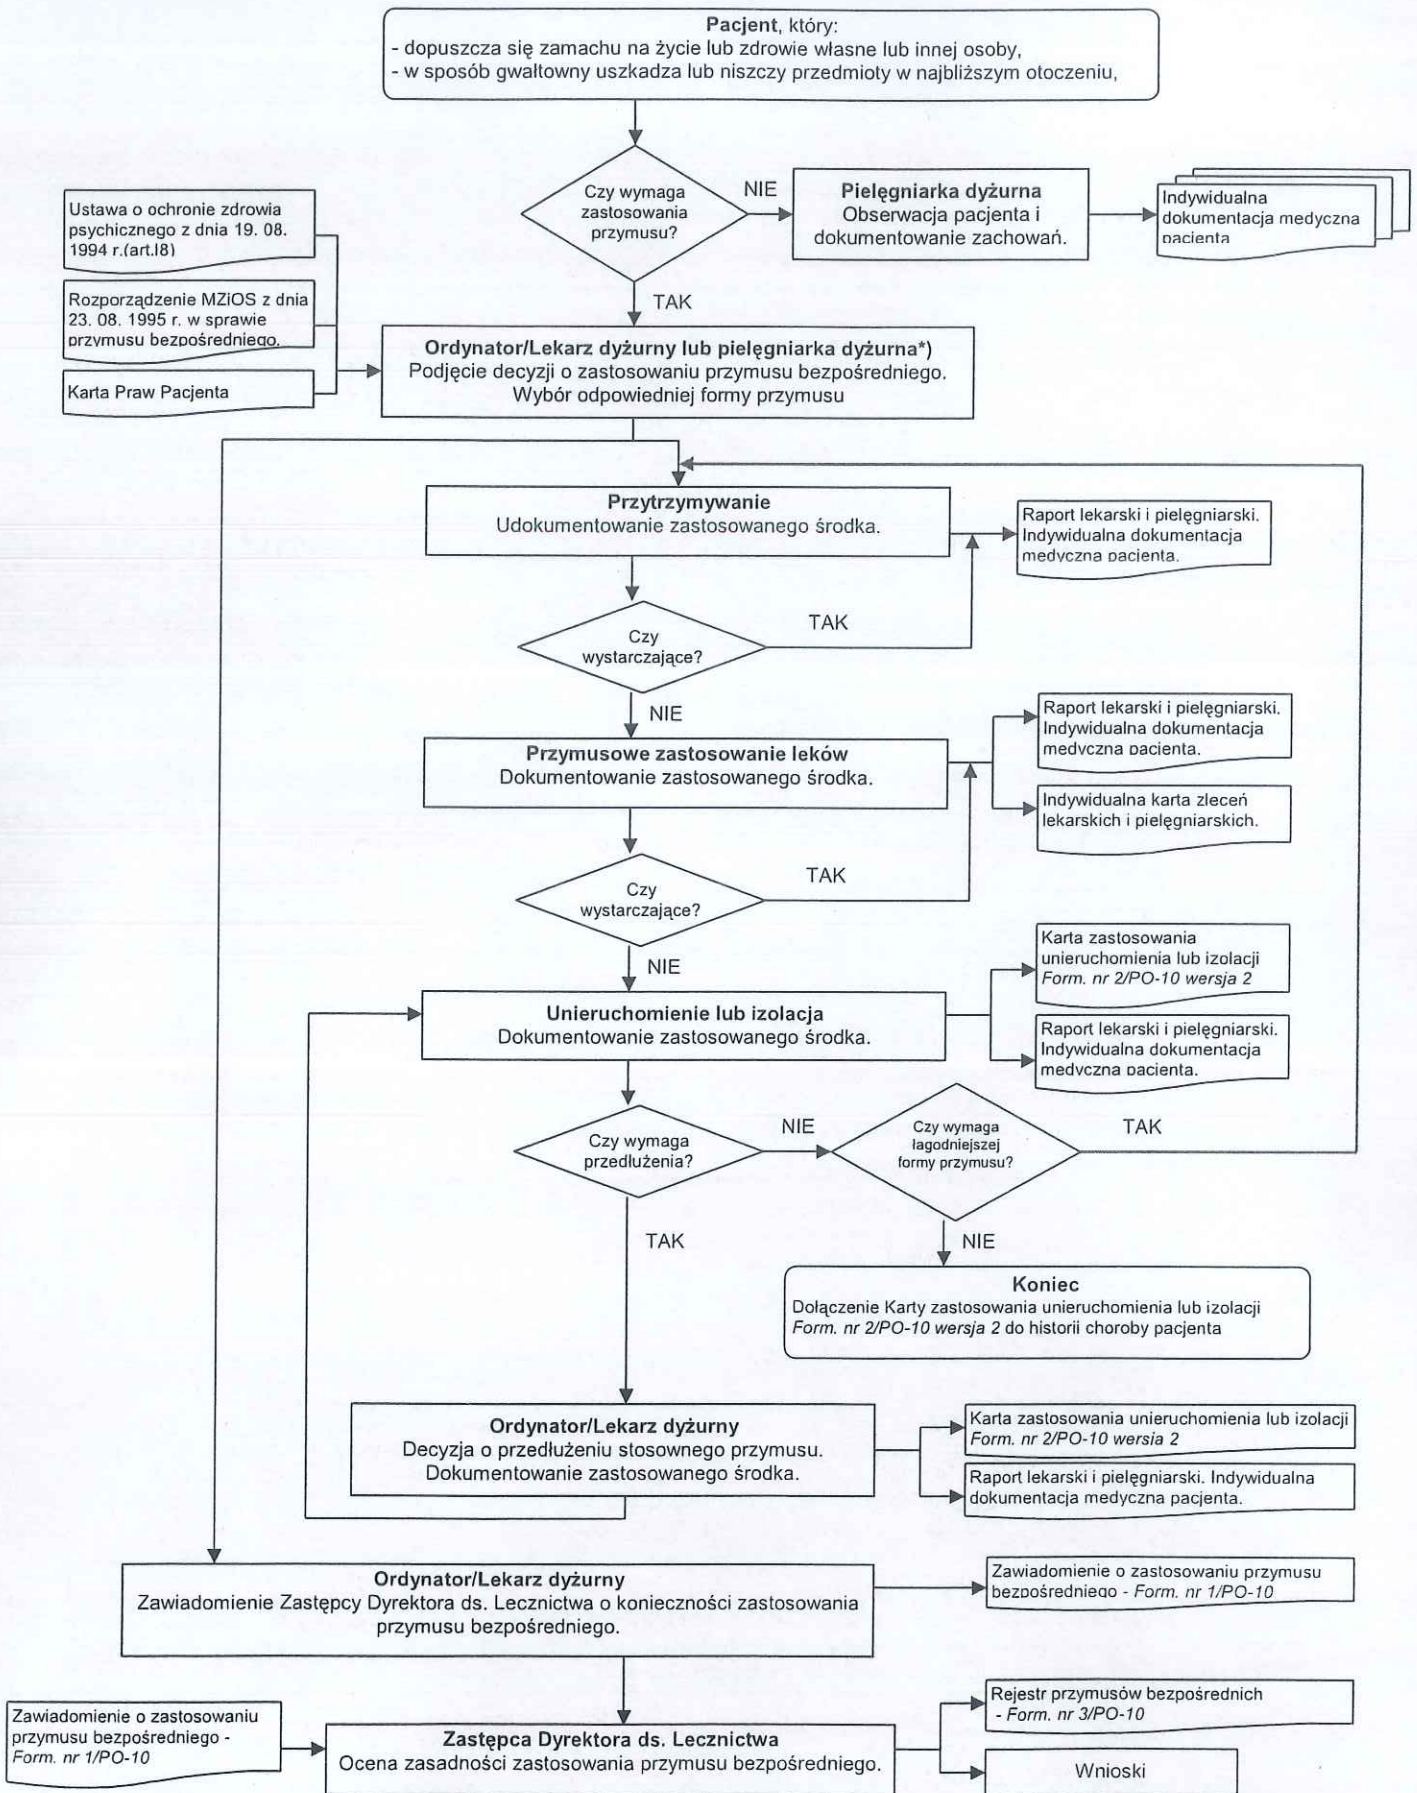 Pacjent, który:
- dopuszcza się zamachu na życie lub zdrowie własne lub innej osoby,
- w sposób gwałtowny uszkadza lub niszczy przedmioty w najbliższym otoczeniu,
Czy wymaga
zastosowania
przymusu?
NIE
Pielęgniarka dyżurna
Obserwacja pacjenta i
dokumentowanie zachowań.
Indywidualna
dokumentacja medyczna
pacjenta
Ustawa o ochronie zdrowia
psychicznego z dnia 19. 08.
1994 r.(art.l8)
Rozporządzenie MZiOS z dnia
23. 08. 1995 r. w sprawie
przymusu bezpośredniego.
Karta Praw Pacjenta
TAK
Ordynator/Lekarz dyżurny lub pielęgniarka dyżurna*)
Podjęcie decyzji o zastosowaniu przymusu bezpośredniego.
Wybór odpowiedniej formy przymusu
Przytrzymywanie
Udokumentowanie zastosowanego środka.
Raport lekarski i pielęgniarski.
Indywidualna dokumentacja
medyczna pacjenta.
Czy
wystarczające?
TAK
NIE
Przymusowe zastosowanie leków
Dokumentowanie zastosowanego środka.
Raport lekarski i pielęgniarski.
Indywidualna dokumentacja
medyczna pacjenta.
Indywidualna karta zleceń
lekarskich i pielęgniarskich.
Czy
wystarczające?
TAK
NIE
Unieruchomienie lub izolacja
Dokumentowanie zastosowanego środka.
Karta zastosowania
unieruchomienia lub izolacji
Form. nr 2/PO-10 wersja 2
Raport lekarski i pielęgniarski.
Indywidualna dokumentacja
medyczna pacjenta.
Czy wymaga
przedłużenia?
NIE
Czy wymaga
łagodniejszej
formy przymusu?
TAK
TAK
NIE
Koniec
Dołączenie Karty zastosowania unieruchomienia lub izolacji
Form. nr 2/PO-10 wersja 2 do historii choroby pacjenta
Ordynator/Lekarz dyżurny
Decyzja o przedłużeniu stosownego przymusu.
Dokumentowanie zastosowanego środka.
Karta zastosowania unieruchomienia lub izolacji
Form. nr 2/PO-10 wersja 2
Raport lekarski i pielęgniarski. Indywidualna
dokumentacja medyczna pacjenta.
Ordynator/Lekarz dyżurny
Zawiadomienie Zastępcy Dyrektora ds. Lecznictwa o konieczności zastosowania
przymusu bezpośredniego.
Zawiadomienie o zastosowaniu przymusu
bezpośredniego - Form. nr 1/PO-10
Zawiadomienie o zastosowaniu
przymusu bezpośredniego -
Form. nr 1/PO-10
Zastępca Dyrektora ds. Lecznictwa
Ocena zasadności zastosowania przymusu bezpośredniego.
Rejestr przymusów bezpośrednich
- Form. nr 3/PO-10
Wnioski